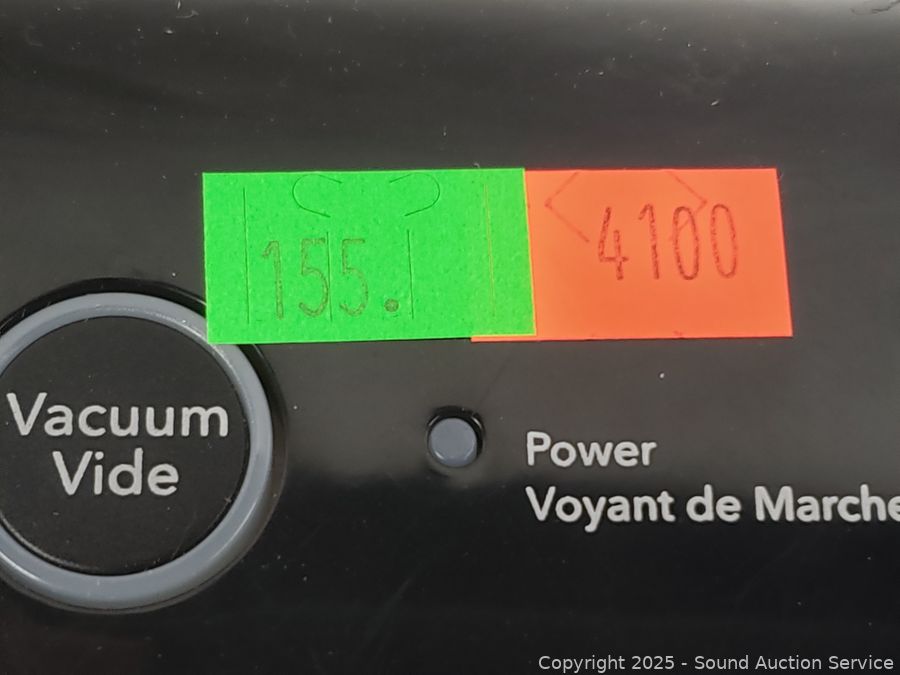 155.
4100
Vacuum
Vide
Power
Voyant de Marche
Copyright 2025 - Sound Auction Service